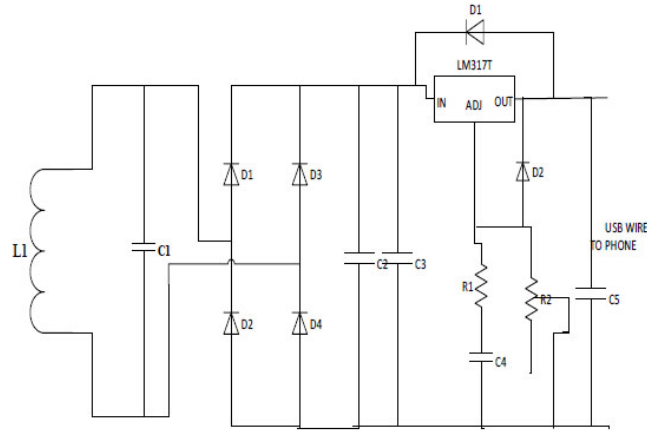 D1
LM317T
IN
ADJ
OUT
D1
D3
D2
USB WIRE
TO PHONE
L1
C1
C2
C3
R1
R2
C5
D2
D4
C4